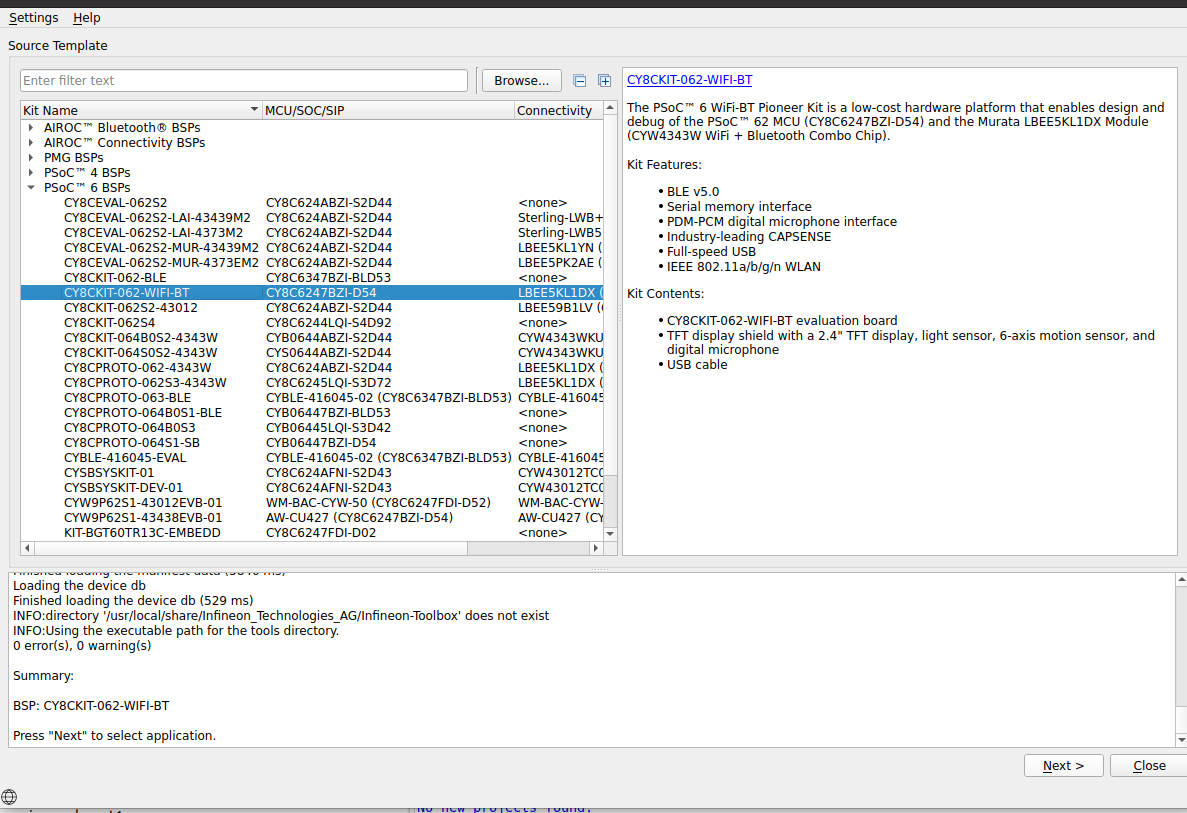 Settings Help
Source Template
Enter filter text Browse...
Kit Name MCU/SOC/SIP Connectivity
AIROC™ Bluetooth® BSPs
AIROC™ Connectivity BSPs
PMG BSPs
PSoC™ 4 BSPs
PSoC™ 6 BSPs
CY8CEVAL-062S2 CY8C624ABZI-S2D44 <none>
CY8CEVAL-062S2-LAI-43439M2 CY8C624ABZI-S2D44 Sterling-LWB+
CY8CEVAL-062S2-LAI-4373M2 CY8C624ABZI-S2D44 Sterling-LWB5
CY8CEVAL-062S2-MUR-43439M2 CY8C624ABZI-S2D44 LBEE5KL1YN (
CY8CEVAL-062S2-MUR-4373EM2 CY8C624ABZI-S2D44 LBEE5PK2AE (
CY8CKIT-062-BLE CY8C6347BZI-BLD53 <none>
CY8CKIT-062-WIFI-BT CY8C6247BZI-D54 LBEE5KL1DX (
CY8CKIT-062S2-43012 CY8C624ABZI-S2D44 LBEE59B1LV (
CY8CKIT-062S4 CY8C6244LQI-S4D92 <none>
CY8CKIT-064B0S2-4343W CYB0644ABZI-S2D44 CYW4343WKU
CY8CKIT-064S0S2-4343W CYS0644ABZI-S2D44 CYW4343WKU
CY8CPROTO-062-4343W CY8C624ABZI-S2D44 LBEE5KL1DX (
CY8CPROTO-062S3-4343W CY8C6245LQI-S3D72 LBEE5KL1DX (
CY8CPROTO-063-BLE CYBLE-416045-02 (CY8C6347BZI-BLD53) CYBLE-416045
CY8CPROTO-064B0S1-BLE CYB06447BZI-BLD53 <none>
CY8CPROTO-064B0S3 CYB06445LQI-S3D42 <none>
CY8CPROTO-064S1-SB CYB06447BZI-D54 <none>
CYBLE-416045-EVAL CYBLE-416045-02 (CY8C6347BZI-BLD53) CYBLE-416045
CYSBSYSKIT-01 CY8C624AFNI-S2D43 CYW43012TC0
CYSBSYSKIT-DEV-01 CY8C624AFNI-S2D43 CYW43012TC0
CYW9P62S1-43012EVB-01 WM-BAC-CYW-50 (CY8C6247FDI-D52) WM-BAC-CYW-
CYW9P62S1-43438EVB-01 AW-CU427 (CY8C6247BZI-D54) AW-CU427 (CY
KIT-BGT60TR13C-EMBEDD CY8C6247FDI-D02 <none>
CY8CKIT-062-WIFI-BT
The PSoC™ 6 WiFi-BT Pioneer Kit is a low-cost hardware platform that enables design and
debug of the PSoC™ 62 MCU (CY8C6247BZI-D54) and the Murata LBEE5KL1DX Module
(CYW4343W WiFi + Bluetooth Combo Chip).
Kit Features:
• BLE v5.0
• Serial memory interface
• PDM-PCM digital microphone interface
• Industry-leading CAPSENSE
• Full-speed USB
• IEEE 802.11a/b/g/n WLAN
Kit Contents:
• CY8CKIT-062-WIFI-BT evaluation board
• TFT display shield with a 2.4" TFT display, light sensor, 6-axis motion sensor, and
digital microphone
• USB cable
Finished loading the manifest data
Loading the device db
Finished loading the device db (529 ms)
INFO:directory '/usr/local/share/Infineon_Technologies_AG/Infineon-Toolbox' does not exist
INFO:Using the executable path for the tools directory.
0 error(s), 0 warning(s)
Summary:
BSP: CY8CKIT-062-WIFI-BT
Press "Next" to select application.
Next > Close
No new projects found.